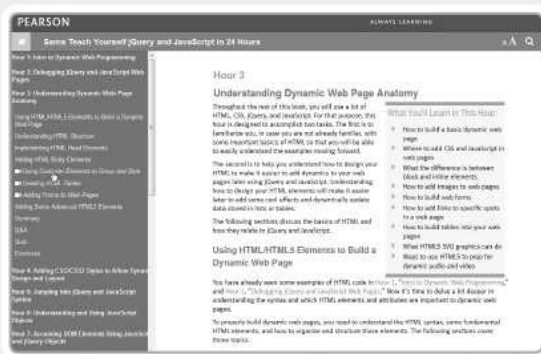 PEARSON
ALWAYS LEARNING
Sams Teach Yourself jQuery and JavaScript in 24 Hours
Hour 1: Intro to Dynamic Web Programming
Hour 2: Debugging jQuery and JavaScript Web
Pages
Hour 3: Understanding Dynamic Web Page
Anatomy
Using HTML/HTML5 Elements to Build a Dynamic
Web Page
Understanding HTML Structure
Implementing HTML Head Elements
Adding HTML Body Elements
Using Container Elements to Group and Style
Creating HTML Tables
Adding Forms to Web Pages
Adding Some Advanced HTML5 Elements
Summary
Q&A
Quiz
Exercises
Hour 4: Adding CSS/CSS3 Styles to Allow Dynamic
Design and Layout
Hour 5: Jumping into jQuery and JavaScript
Syntax
Hour 6: Understanding and Using JavaScript
Objects
Hour 7: Accessing DOM Elements Using JavaScript
and jQuery Objects
Hour 3
Understanding Dynamic Web Page Anatomy
Throughout the rest of this book, you will use a lot of
HTML, CSS, jQuery, and JavaScript. For that purpose, this
hour is designed to accomplish two tasks. The first is to
familiarize you, in case you are not already familiar, with
some important basics of HTML so that you will be able
to easily understand the examples moving forward.
The second is to help you understand how to design your
HTML to make it easier to add dynamics to your web
pages later using jQuery and JavaScript. Understanding
how to design your HTML elements will make it easier
later to add some cool effects and dynamically update
data stored in lists or tables.
The following sections discuss the basics of HTML and
how they relate to jQuery and JavaScript.
What You'll Learn in This Hour:
How to build a basic dynamic web
page
Where to add CSS and JavaScript in
web pages
What the difference is between
block and inline elements
How to add images to web pages
How to build web forms
How to add links to specific spots
in a web page
How to build tables into your web
pages
What HTML5 SVG graphics can do
Ways to use HTML5 to prep for
dynamic audio and video
Using HTML/HTML5 Elements to Build a
Dynamic Web Page
You have already seen some examples of HTML code in Hour 1, "Intro to Dynamic Web Programming,"
and Hour 2, "Debugging jQuery and JavaScript Web Pages." Now it's time to delve a bit deeper in
understanding the syntax and which HTML elements and attributes are important to dynamic web
pages.
To properly build dynamic web pages, you need to understand the HTML syntax, some fundamental
HTML elements, and how to organize and structure those elements. The following sections cover
those topics.